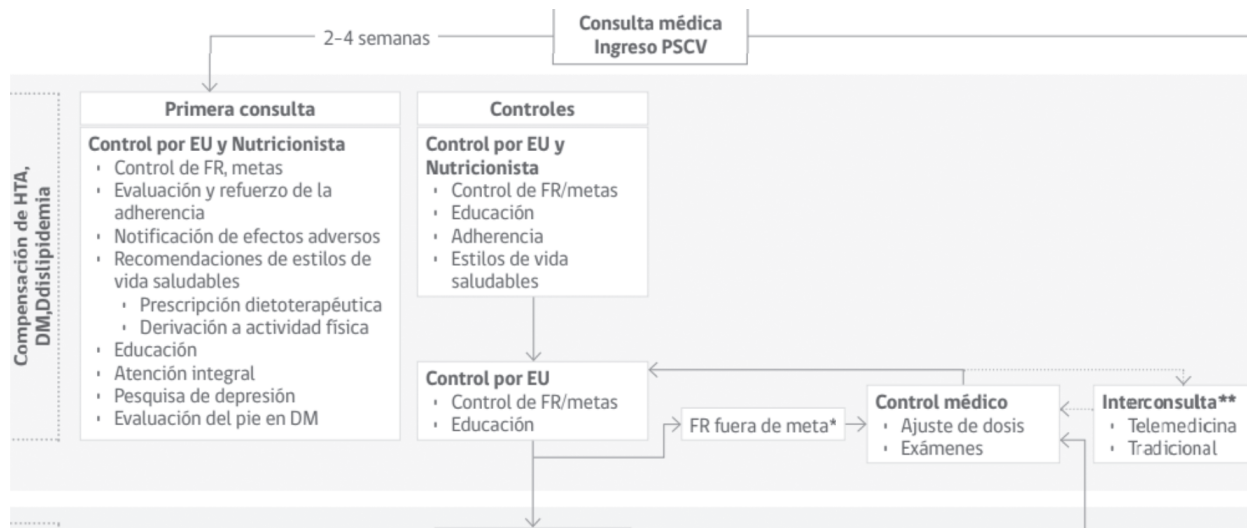 Consulta médica
Ingreso PSCV
2-4 semanas
Compensación de HTA,
DM,Ddislipidemia
Primera consulta
Control por EU y Nutricionista
Control de FR, metas
Evaluación y refuerzo de la
adherencia
Notificación de efectos adversos
Recomendaciones de estilos de
vida saludables
Prescripción dietoterapéutica
Derivación a actividad física
Educación
Atención integral
Pesquisa de depresión
Evaluación del pie en DM
Controles
Control por EU y
Nutricionista
Control de FR/metas
Educación
Adherencia
Estilos de vida
saludables
Control por EU
Control de FR/metas
Educación
FR fuera de meta*
Control médico
Ajuste de dosis
Exámenes
Interconsulta**
Telemedicina
Tradicional